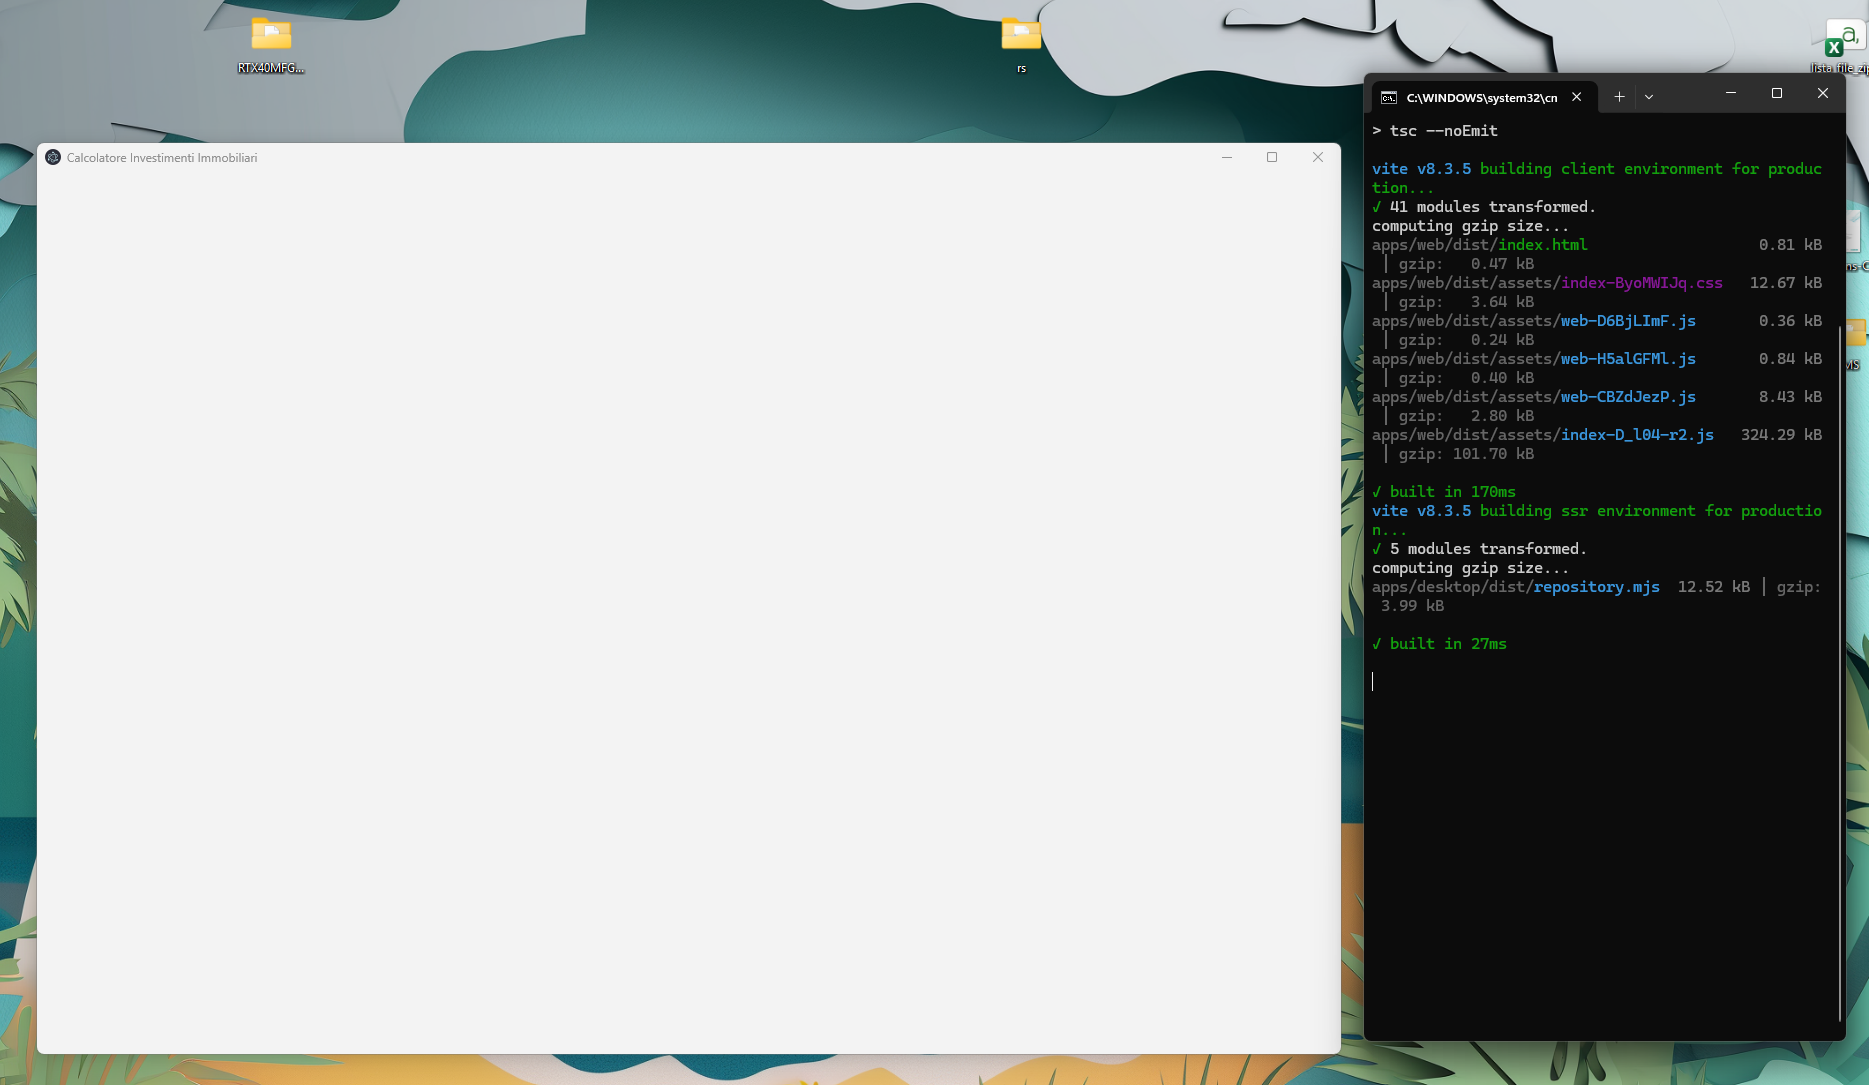 RTX40MFG...
rs
lista_file_zip
Calcolatore Investimenti Immobiliari
C:\WINDOWS\system32\cn
> tsc --noEmit
vite v8.3.5 building client environment for produc
tion...
✓ 41 modules transformed.
computing gzip size...
apps/web/dist/index.html 0.81 kB
│ gzip: 0.47 kB
apps/web/dist/assets/index-ByoMWIJq.css 12.67 kB
│ gzip: 3.64 kB
apps/web/dist/assets/web-D6BjLImF.js 0.36 kB
│ gzip: 0.24 kB
apps/web/dist/assets/web-H5alGFMl.js 0.84 kB
│ gzip: 0.40 kB
apps/web/dist/assets/web-CBZdJezP.js 8.43 kB
│ gzip: 2.80 kB
apps/web/dist/assets/index-D_l04-r2.js 324.29 kB
│ gzip: 101.70 kB
✓ built in 170ms
vite v8.3.5 building ssr environment for productio
n...
✓ 5 modules transformed.
computing gzip size...
apps/desktop/dist/repository.mjs 12.52 kB │ gzip:
3.99 kB
✓ built in 27ms